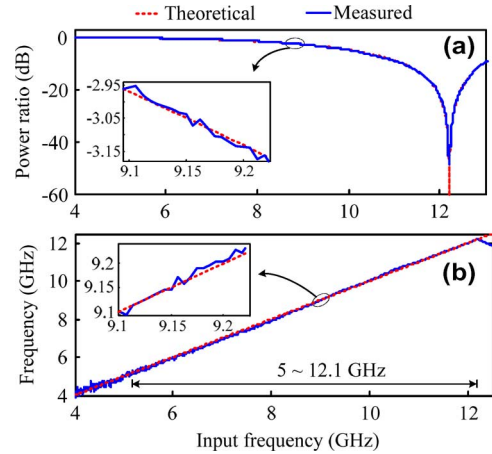 Theoretical Measured
Power ratio (dB)
0
-20
-40
-60
(a)
-2.95
-3.05
-3.15
9.1 9.15 9.2
4 6 8 10 12
Frequency (GHz)
12
10
8
6
4
(b)
9.2
9.15
9.1
9.1 9.15 9.2
5 ~ 12.1 GHz
4 6 8 10 12
Input frequency (GHz)